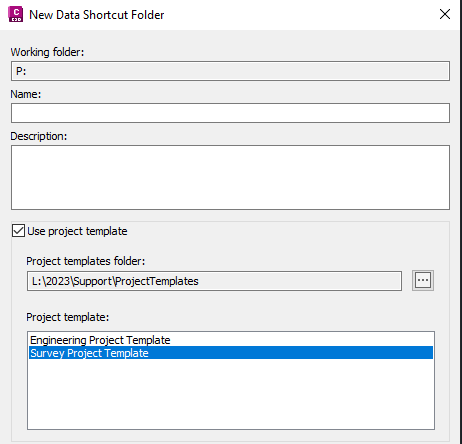 C
C3D
New Data Shortcut Folder
Working folder:
P:
Name:
Description:
Use project template
Project templates folder:
L:\2023\Support\ProjectTemplates
...
Project template:
Engineering Project Template
Survey Project Template